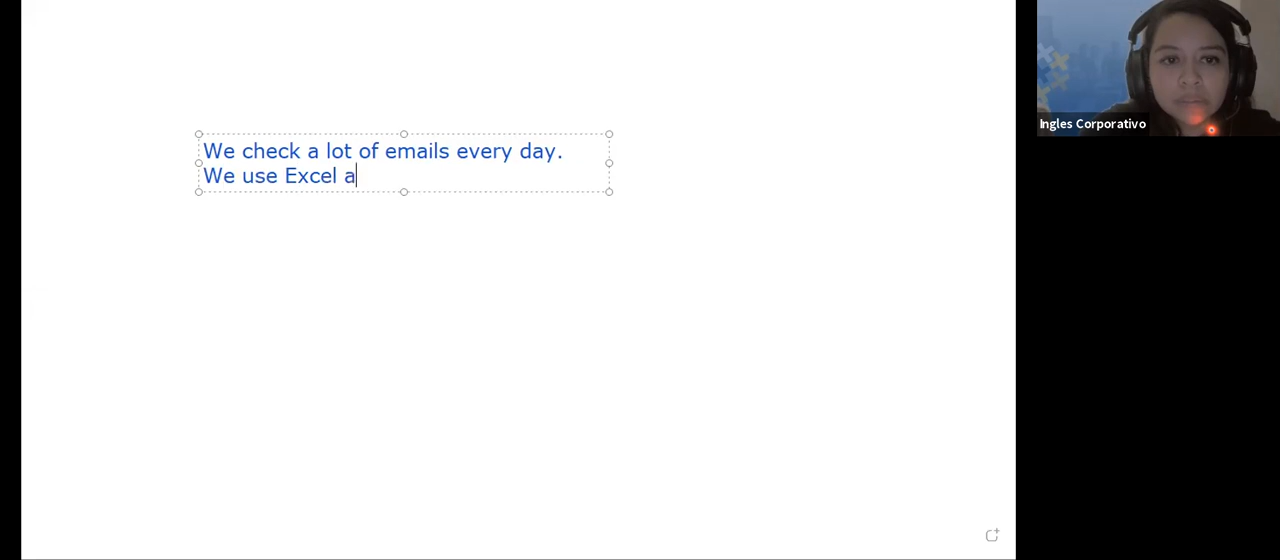 We check a lot of emails every day.
We use Excel a
Ingles Corporativo